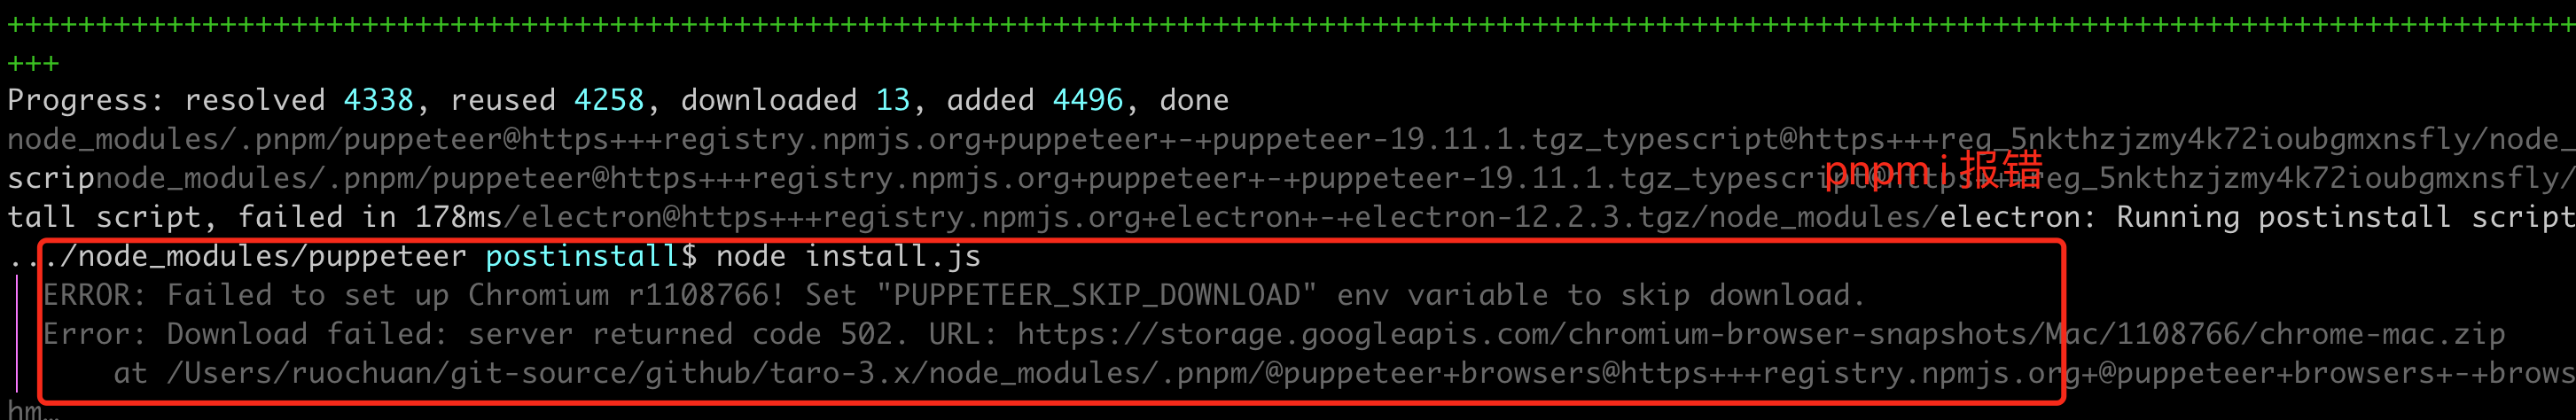 ++++++++++++++++++++++++++++++++++++++++++++++++++++++++++++++++++++++++++++++++++++++++++++++++++++++++++++++++++++++++++++++++++++++++++++++++
+++
Progress: resolved 4338, reused 4258, downloaded 13, added 4496, done
node_modules/.pnpm/puppeteer@https+++registry.npmjs.org+puppeteer+-+puppeteer-19.11.1.tgz_typescript@https+++reg_5nkthzjzmy4k72ioubgmxnsfly/node_
scripnode_modules/.pnpm/puppeteer@https+++registry.npmjs.org+puppeteer+-+puppeteer-19.11.1.tgz_typescript@https+++reg_5nkthzjzmy4k72ioubgmxnsfly/
pnpm i 报错
tall script, failed in 178ms/electron@https+++registry.npmjs.org+electron+-+electron-12.2.3.tgz/node_modules/electron: Running postinstall script
.../node_modules/puppeteer postinstall$ node install.js
ERROR: Failed to set up Chromium r1108766! Set "PUPPETEER_SKIP_DOWNLOAD" env variable to skip download.
Error: Download failed: server returned code 502. URL: https://storage.googleapis.com/chromium-browser-snapshots/Mac/1108766/chrome-mac.zip
at /Users/ruochuan/git-source/github/taro-3.x/node_modules/.pnpm/@puppeteer+browsers@https+++registry.npmjs.org+@puppeteer+browsers+-+brows
hm…